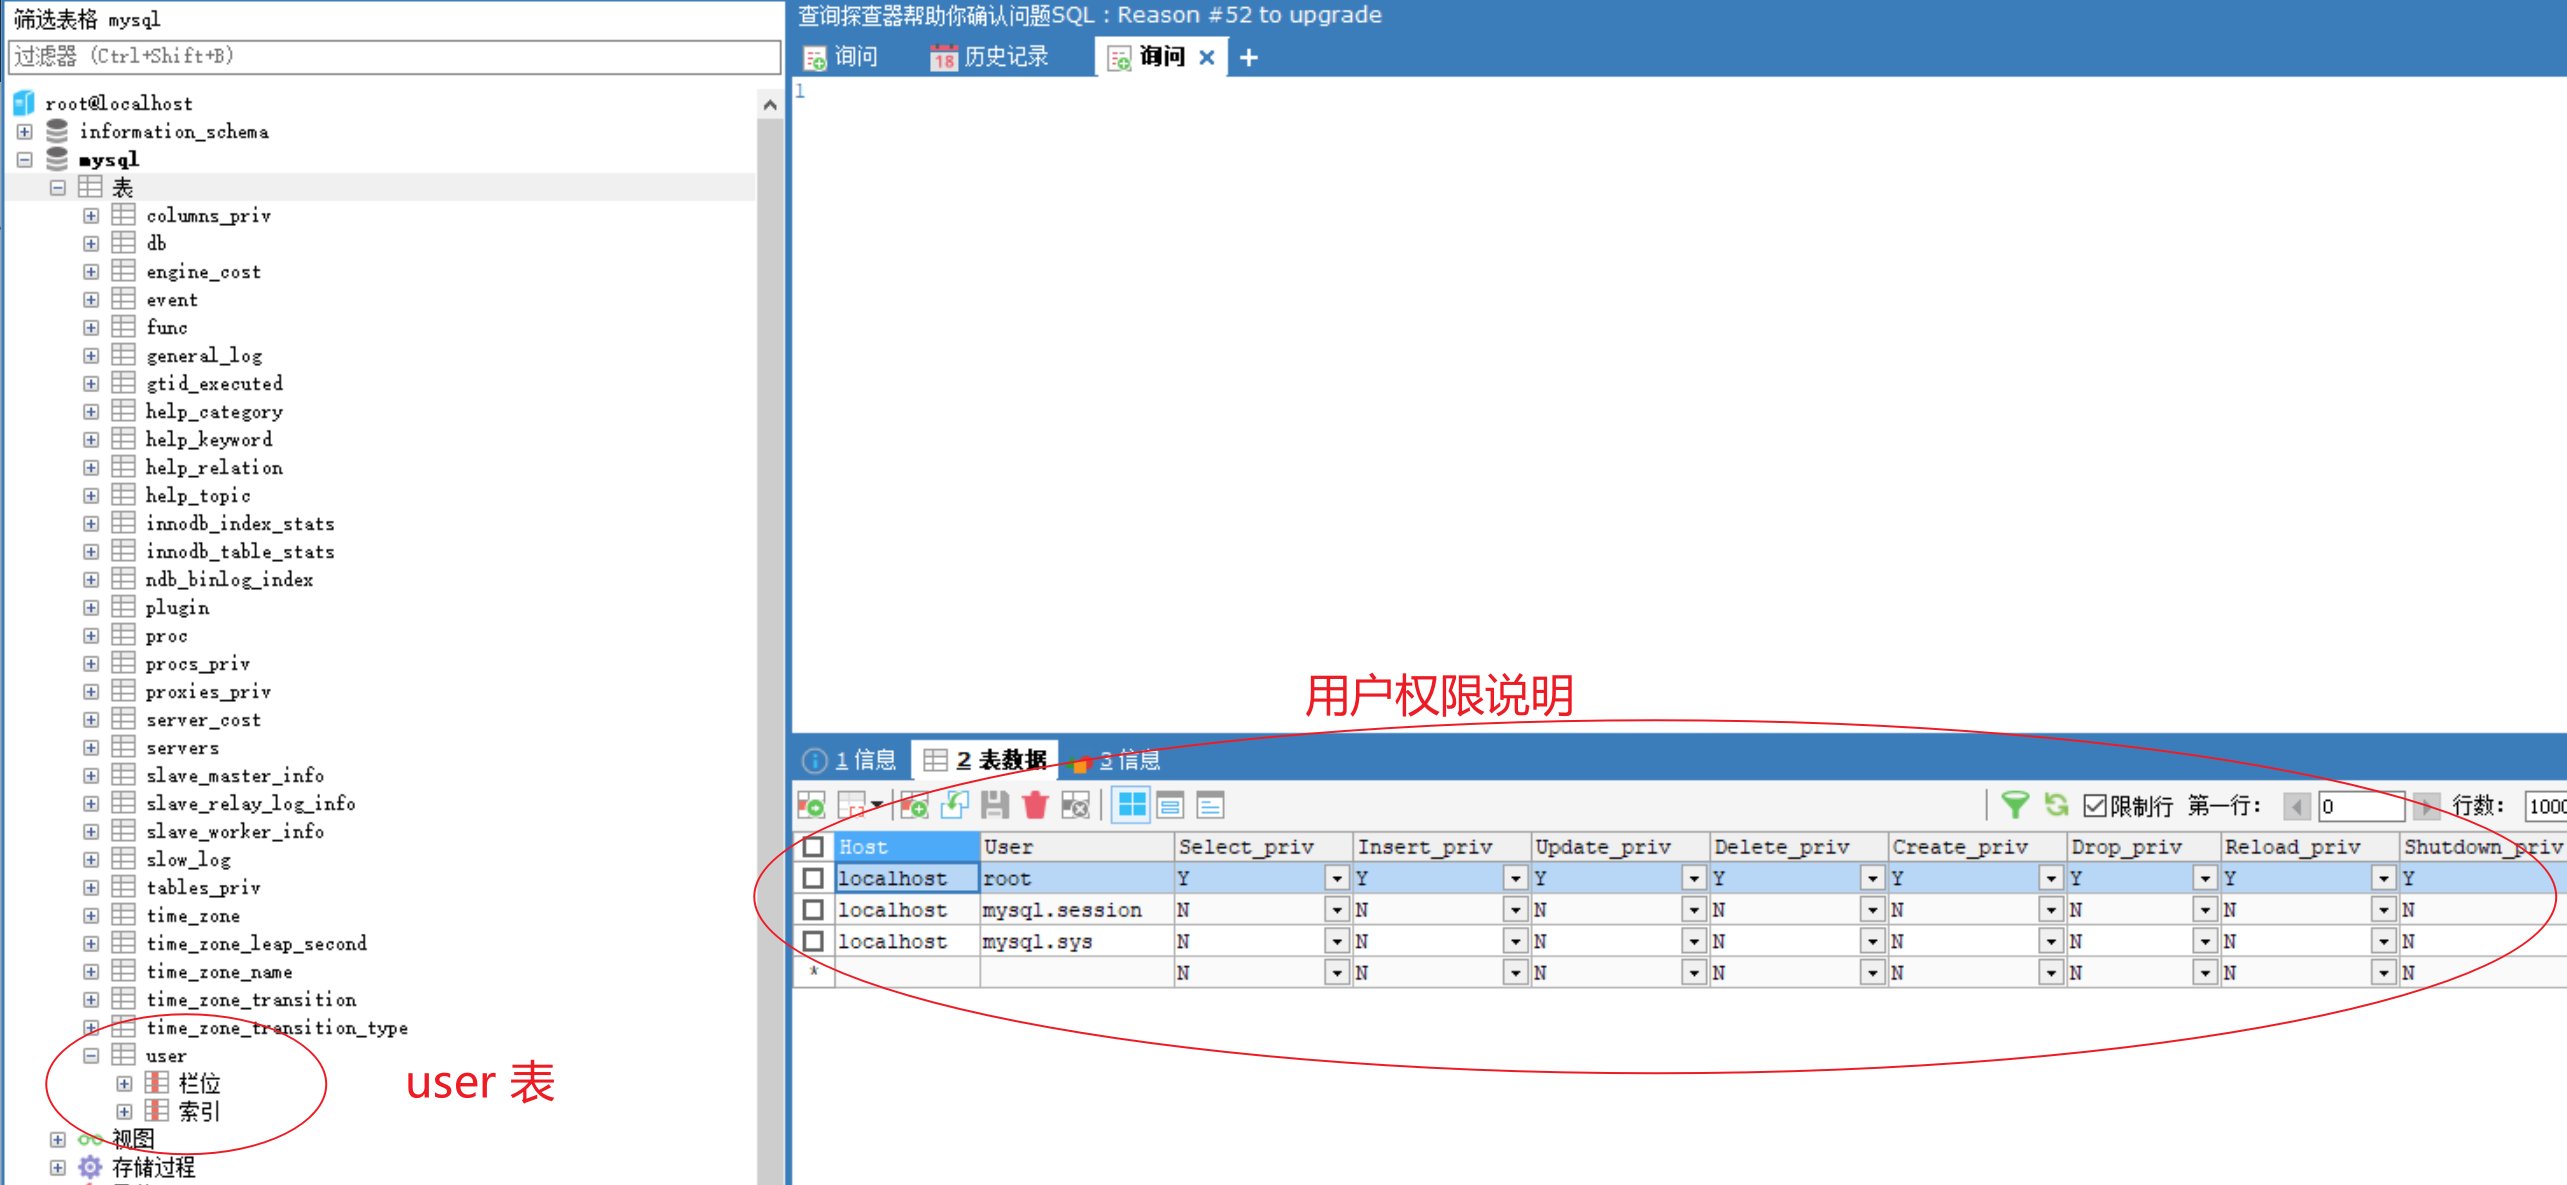 筛选表格 mysql
过滤器 (Ctrl+Shift+B)
root@localhost
information_schema
mysql
表
columns_priv
db
engine_cost
event
func
general_log
gtid_executed
help_category
help_keyword
help_relation
help_topic
innodb_index_stats
innodb_table_stats
ndb_binlog_index
plugin
proc
procs_priv
proxies_priv
server_cost
servers
slave_master_info
slave_relay_log_info
slave_worker_info
slow_log
tables_priv
time_zone
time_zone_leap_second
time_zone_name
time_zone_transition
time_zone_transition_type
user
栏位
索引
user 表
视图
存储过程
查询探查器帮助你确认问题SQL : Reason #52 to upgrade
询问 18 历史记录 询问
1
用户权限说明
1 信息 2 表数据 3 信息
限制行 第一行: 0 行数: 1000
Host User Select_priv Insert_priv Update_priv Delete_priv Create_priv Drop_priv Reload_priv Shutdown_priv
localhost root Y Y Y Y Y Y Y Y
localhost mysql.session N N N N N N N N
localhost mysql.sys N N N N N N N N
* N N N N N N N N